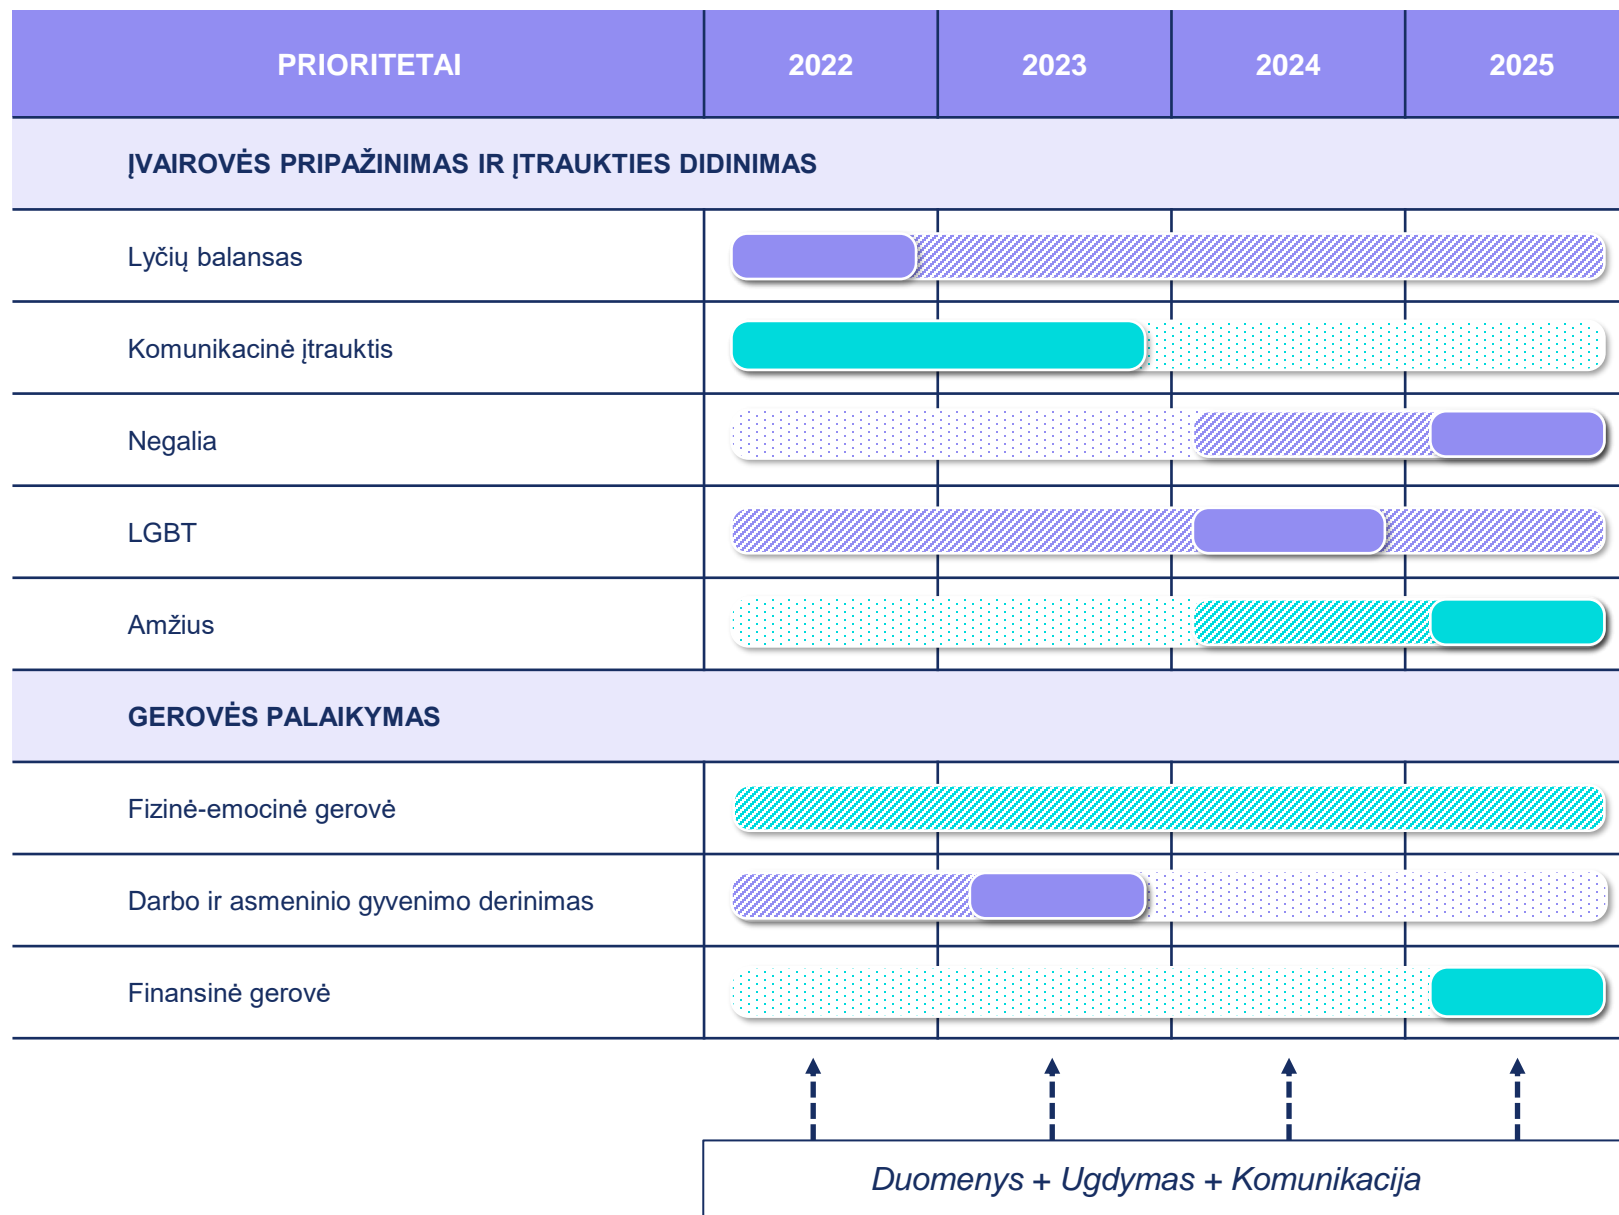 PRIORITETAI 2022 2023 2024 2025
ĮVAIROVĖS PRIPAŽINIMAS IR ĮTRAUKTIES DIDINIMAS
Lyčių balansas
Komunikacinė įtrauktis
Negalia
LGBT
Amžius
GEROVĖS PALAIKYMAS
Fizinė-emocinė gerovė
Darbo ir asmeninio gyvenimo derinimas
Finansinė gerovė
Duomenys + Ugdymas + Komunikacija